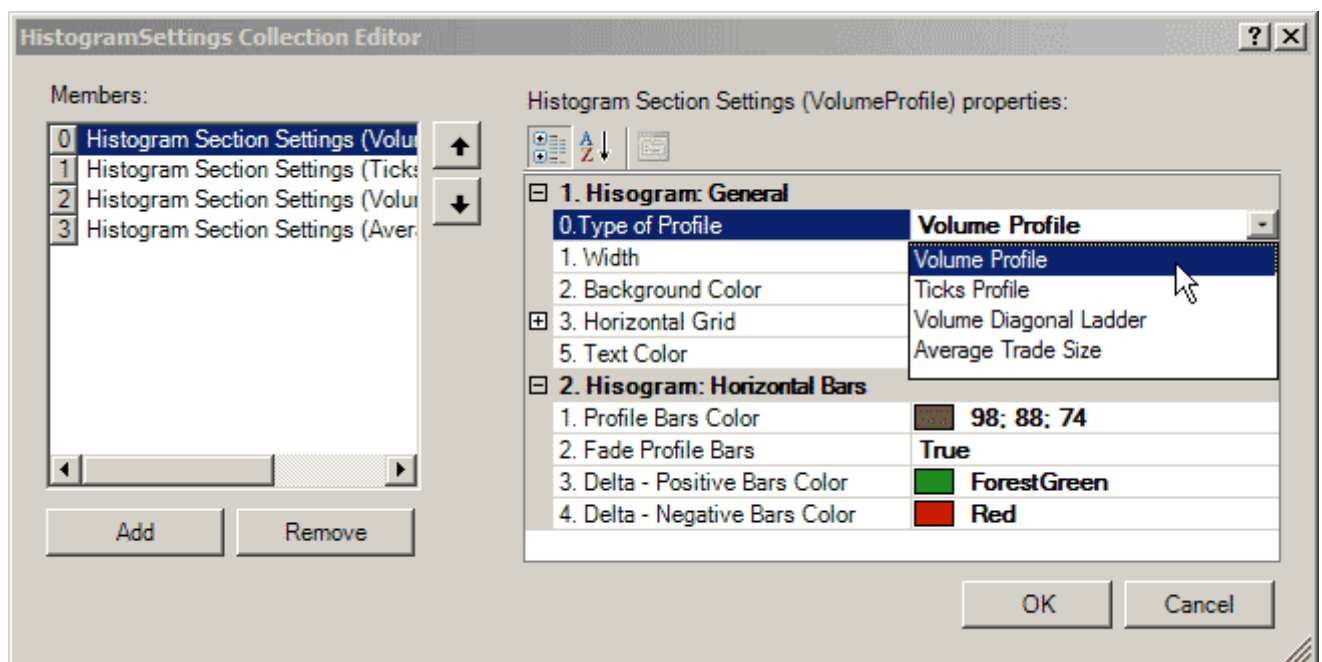 HistogramSettings Collection Editor
Members:
0 Histogram Section Settings (Volu
1 Histogram Section Settings (Ticks
2 Histogram Section Settings (Volu
3 Histogram Section Settings (Aver
Add Remove
Histogram Section Settings (VolumeProfile) properties:
1. Hisogram: General
0.Type of Profile Volume Profile
1. Width
2. Background Color
3. Horizontal Grid
5. Text Color
Volume Profile
Ticks Profile
Volume Diagonal Ladder
Average Trade Size
2. Hisogram: Horizontal Bars
1. Profile Bars Color 98; 88; 74
2. Fade Profile Bars True
3. Delta - Positive Bars Color ForestGreen
4. Delta - Negative Bars Color Red
OK Cancel